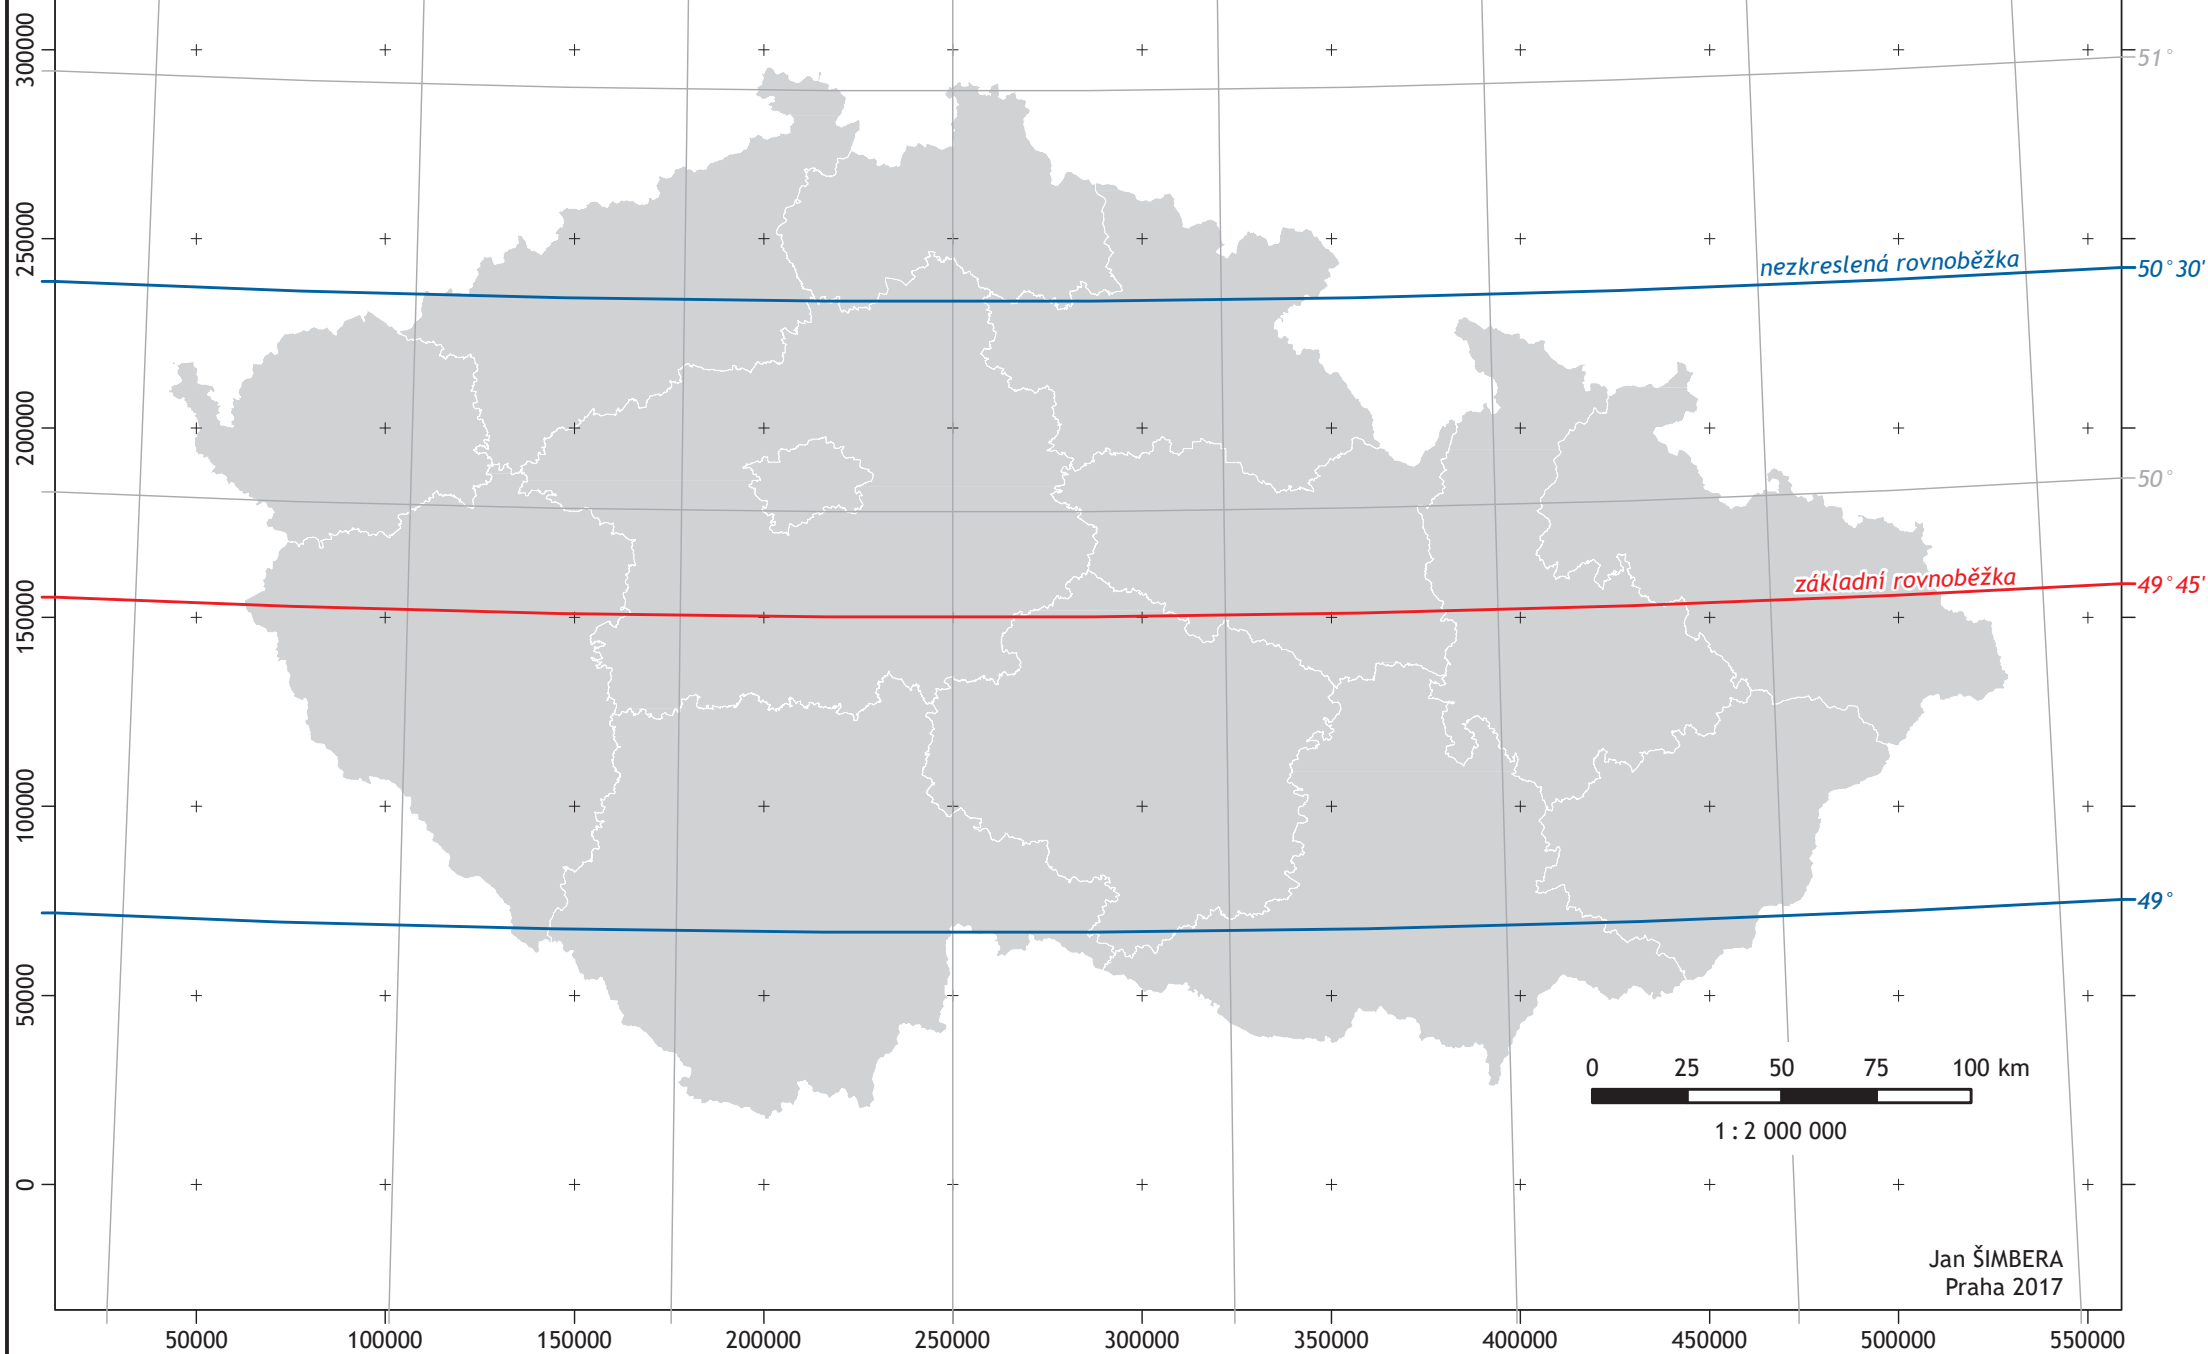 300000
51°
250000
nezkreslená rovnoběžka
50°30'
200000
50°
150000
základní rovnoběžka
49°45'
100000
49°
50000
0 25 50 75 100 km
1 : 2 000 000
0
Jan ŠIMBERA
Praha 2017
50000 100000 150000 200000 250000 300000 350000 400000 450000 500000 550000